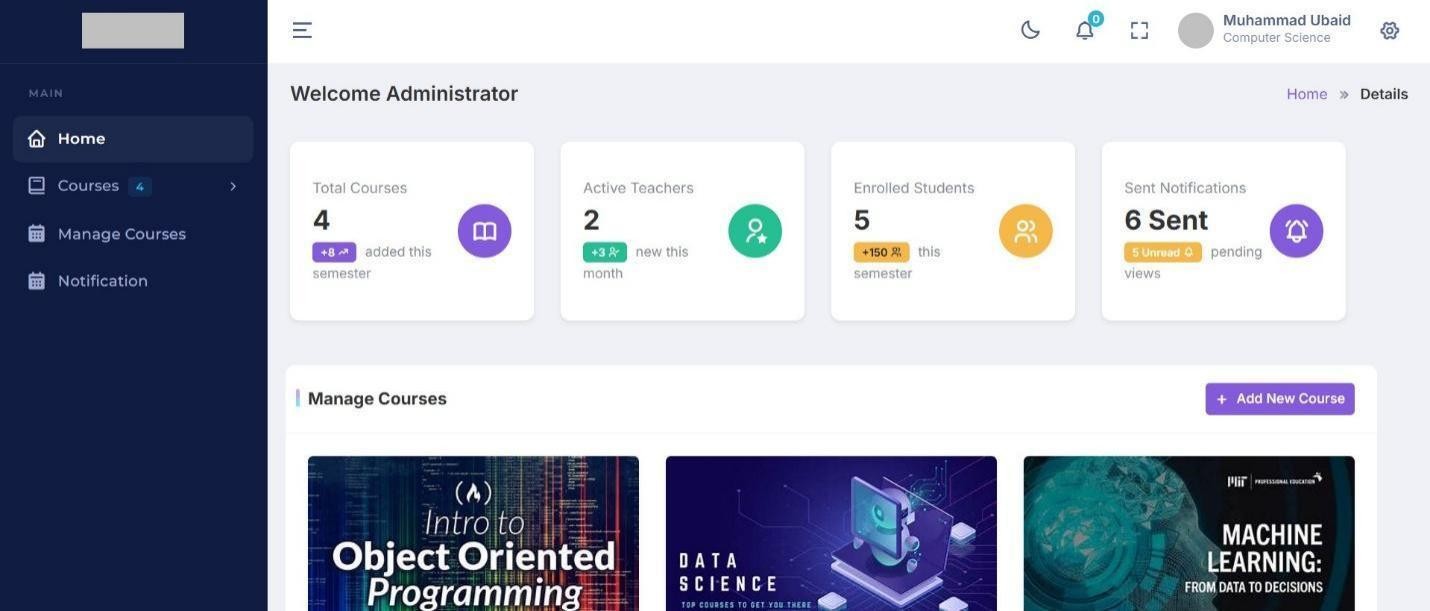 0
Muhammad Ubaid
Computer Science
MAIN
Home
Courses 4
Manage Courses
Notification
Welcome Administrator
Home » Details
Total Courses
4
+8 added this
semester
Active Teachers
2
+3 new this
month
Enrolled Students
5
+150 this
semester
Sent Notifications
6 Sent
5 Unread pending
views
Manage Courses
+ Add New Course
Intro to
Object Oriented
Programming
DATA
SCIENCE
TOP COURSES TO GET YOU THERE
MIT PROFESSIONAL EDUCATION
MACHINE
LEARNING:
FROM DATA TO DECISIONS